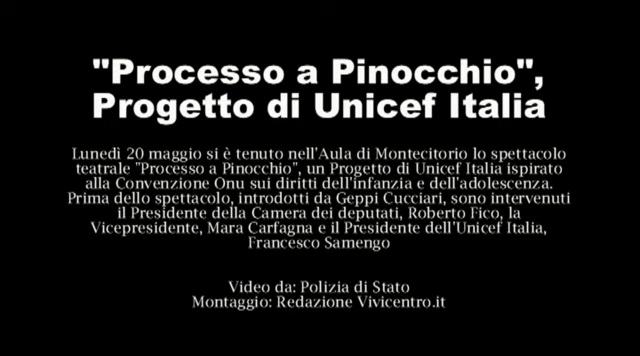 "Processo a Pinocchio",
Progetto di Unicef Italia
Lunedì 20 maggio si è tenuto nell'Aula di Montecitorio lo spettacolo
teatrale "Processo a Pinocchio", un Progetto di Unicef Italia ispirato
alla Convenzione Onu sui diritti dell'infanzia e dell'adolescenza.
Prima dello spettacolo, introdotti da Geppi Cucciari, sono intervenuti
il Presidente della Camera dei deputati, Roberto Fico, la
Vicepresidente, Mara Carfagna e il Presidente dell'Unicef Italia,
Francesco Samengo
Video da: Polizia di Stato
Montaggio: Redazione Vivicentro.it